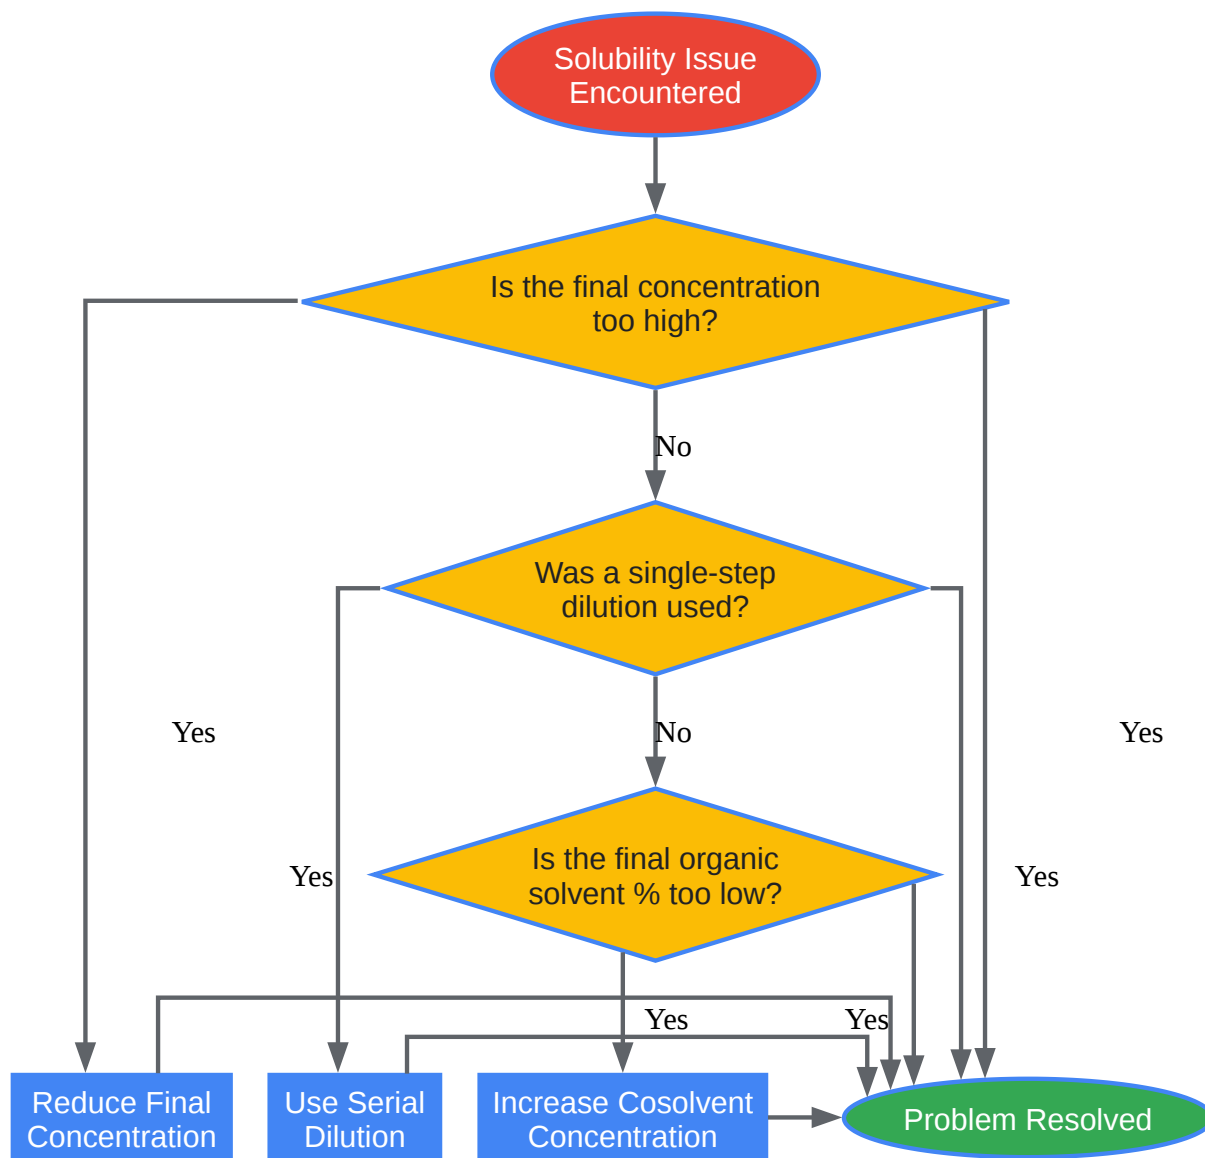 Solubility Issue
Encountered
Is the final concentration
too high?
No
Was a single-step
dilution used?
Yes
No
Yes
Is the final organic
solvent % too low?
Yes
Yes
Yes
Yes
Reduce Final
Concentration
Use Serial
Dilution
Increase Cosolvent
Concentration
Problem Resolved